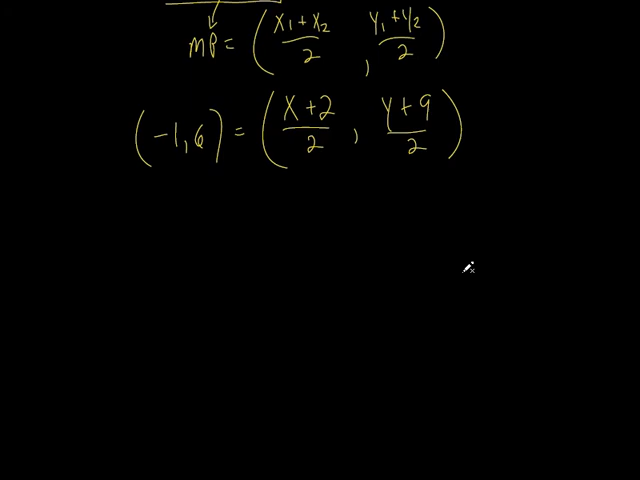 MP = (X₁ + X₂ / 2 , Y₁ + Y₂ / 2)
(-1, 6) = (X + 2 / 2 , Y + 9 / 2)